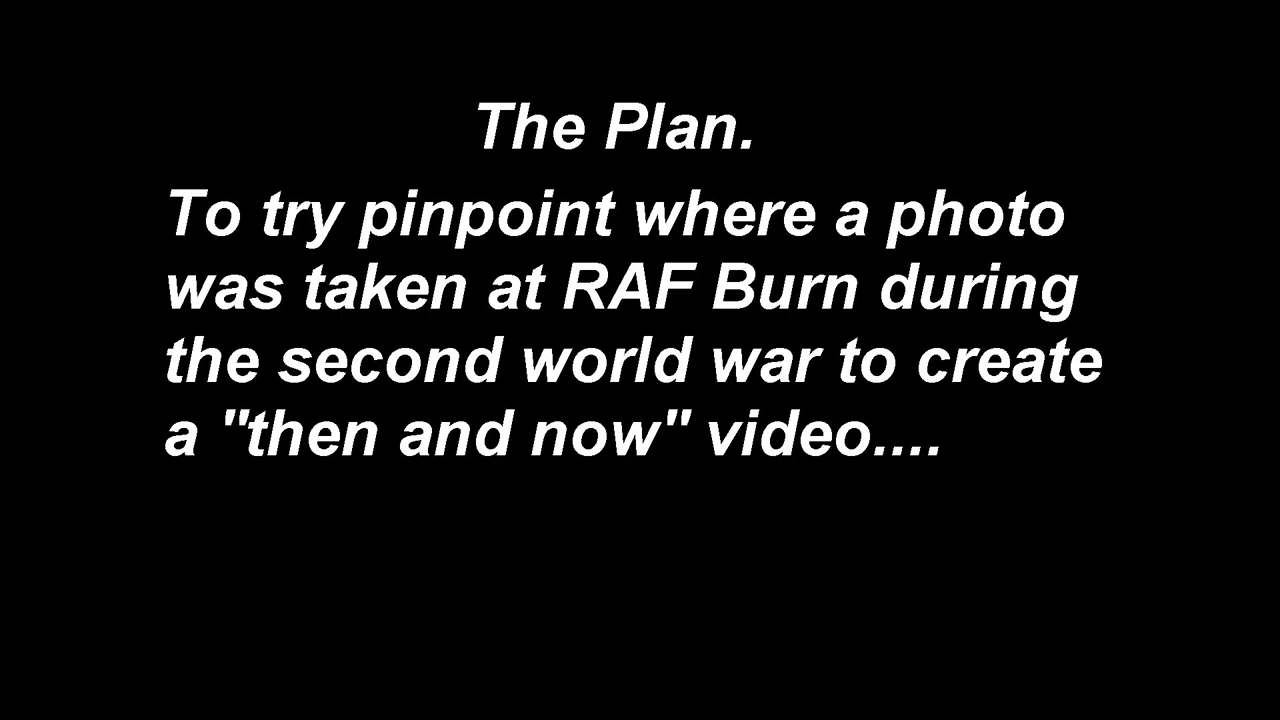 The Plan.
To try pinpoint where a photo
was taken at RAF Burn during
the second world war to create
a "then and now" video....